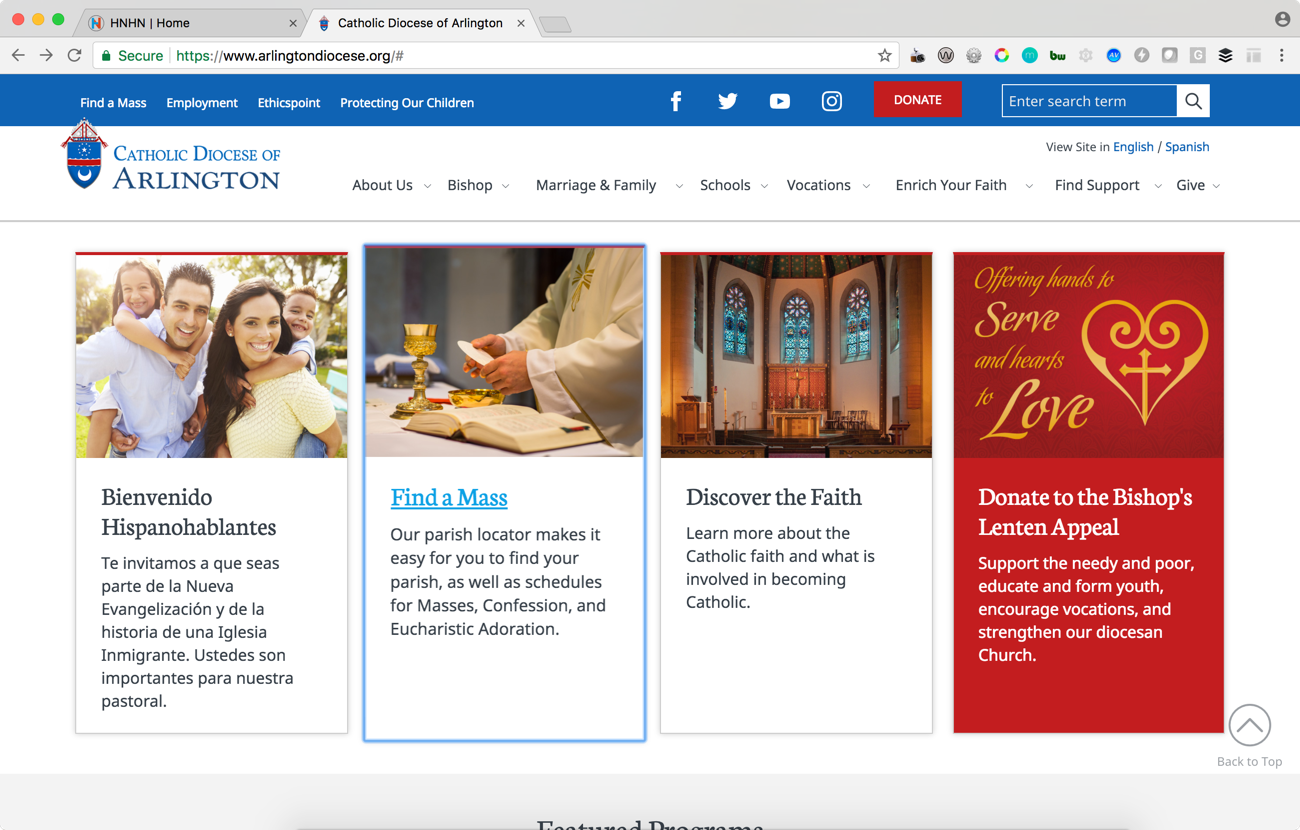 HNHN | Home
Catholic Diocese of Arlington
Secure
https://www.arlingtondiocese.org/#
Find a Mass
Employment
Ethicspoint
Protecting Our Children
DONATE
Enter search term
CATHOLIC DIOCESE OF
ARLINGTON
View Site in English / Spanish
About Us
Bishop
Marriage & Family
Schools
Vocations
Enrich Your Faith
Find Support
Give
Bienvenido
Hispanohablantes
Te invitamos a que seas
parte de la Nueva
Evangelización y de la
historia de una Iglesia
Inmigrante. Ustedes son
importantes para nuestra
pastoral.
Find a Mass
Our parish locator makes it
easy for you to find your
parish, as well as schedules
for Masses, Confession, and
Eucharistic Adoration.
Discover the Faith
Learn more about the
Catholic faith and what is
involved in becoming
Catholic.
Offering hands to
Serve
and hearts
to Love
Donate to the Bishop's
Lenten Appeal
Support the needy and poor,
educate and form youth,
encourage vocations, and
strengthen our diocesan
Church.
Back to Top
Featured Programs